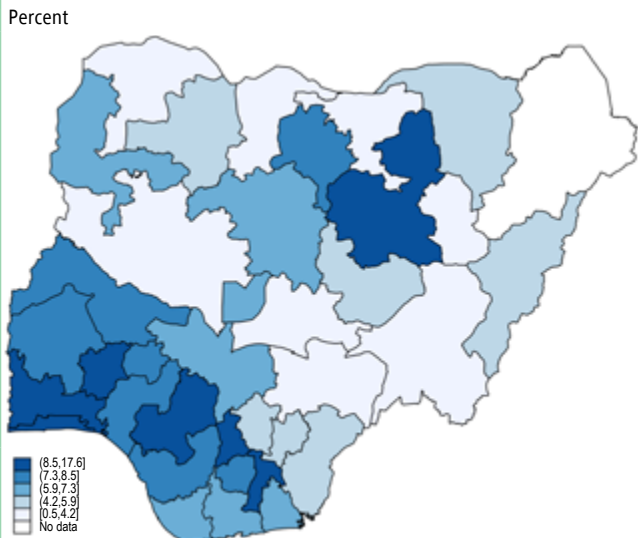 Percent
(8.5,17.6]
(7.3,8.5]
(5.9,7.3]
(4.2,5.9]
[0.5,4.2]
No data